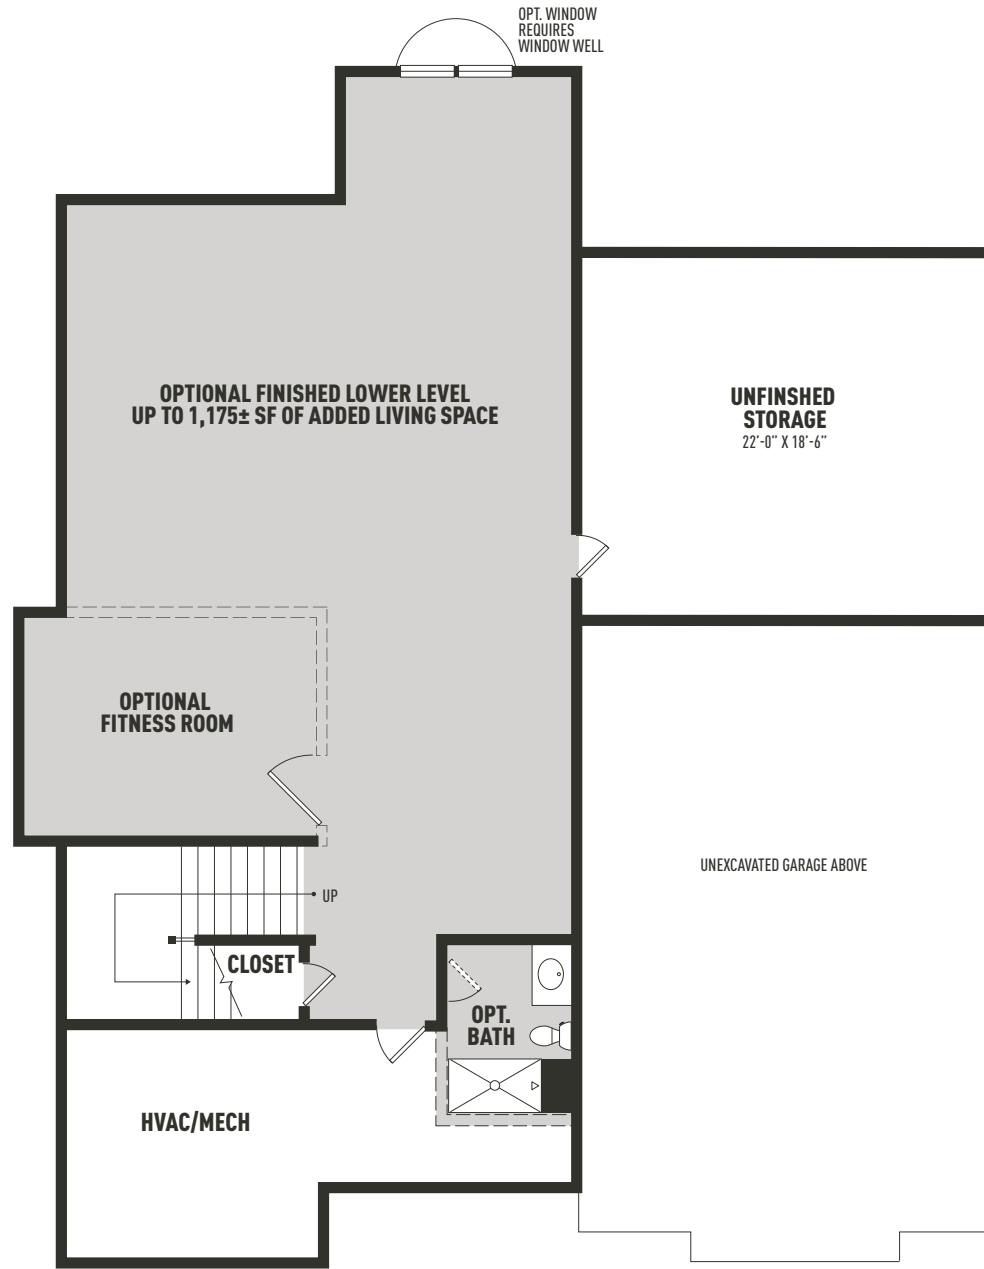 OPT. WINDOW
REQUIRES
WINDOW WELL
OPTIONAL FINISHED LOWER LEVEL
UP TO 1,175± SF OF ADDED LIVING SPACE
UNFINSHED
STORAGE
22'-0" X 18'-6"
OPTIONAL
FITNESS ROOM
UNEXCAVATED GARAGE ABOVE
UP
CLOSET
OPT.
BATH
HVAC/MECH